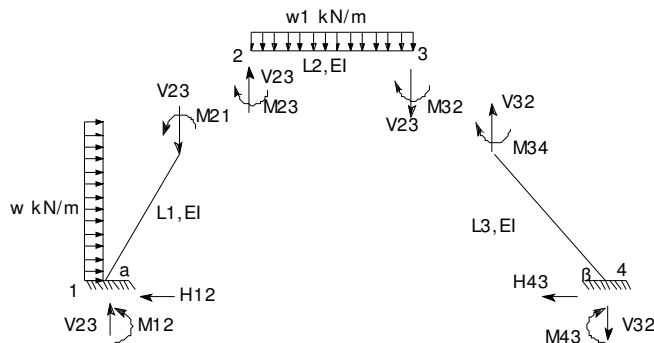 w1 kN/m
2
3
L2,EI
V23
M23
M32
V23
V23
M21
V32
M34
w kN/m
L1,EI
L3,EI
1
a
H12
V23
M12
β
4
H43
V32
M43